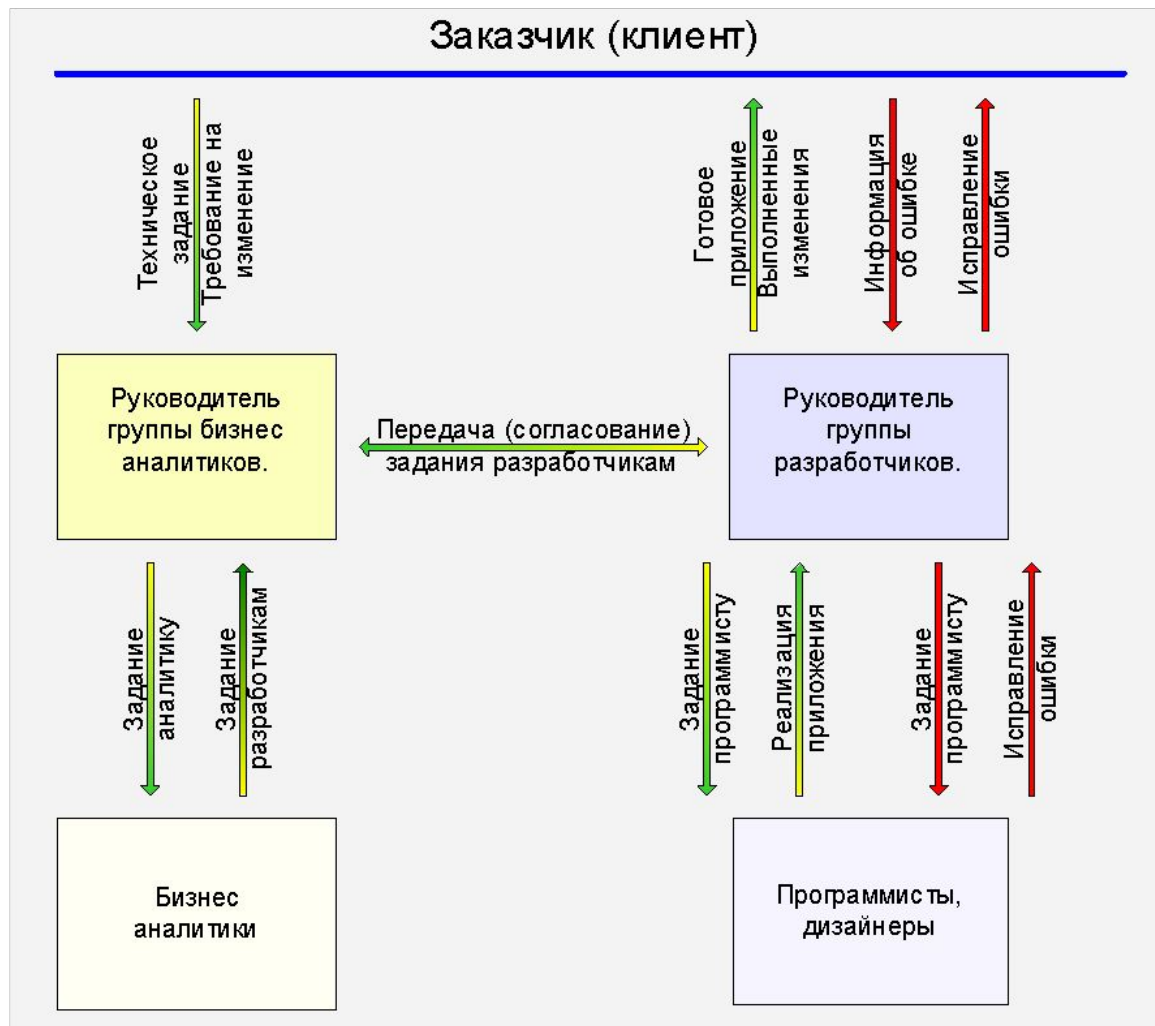 Заказчик (клиент)
Техническое
задание
Требование на
изменение
Готовое
приложение
Выполненные
изменения
Информация
об ошибке
Исправление
ошибки
Руководитель
группы бизнес
аналитиков.
Передача (согласование)
задания разработчикам
Руководитель
группы
разработчиков.
Задание
аналитику
Задание
разработчикам
Задание
программисту
Реализация
приложения
Задание
программисту
Исправление
ошибки
Бизнес
аналитики
Программисты,
дизайнеры